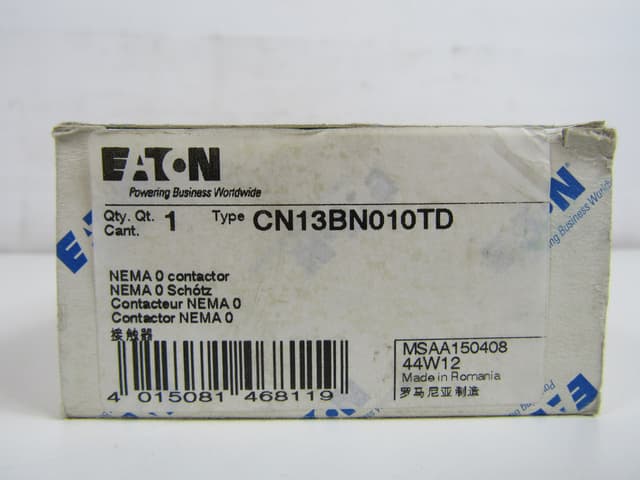 EATON
Powering Business Worldwide
Qty. Qt. 1 Type CN13BN010TD
Cant.
NEMA 0 contactor
NEMA 0 Schötz
Contacteur NEMA 0
Contactor NEMA 0
接触器
4 015081 468119
MSAA150408
44W12
Made in Romania
罗马尼亚制造
EATON